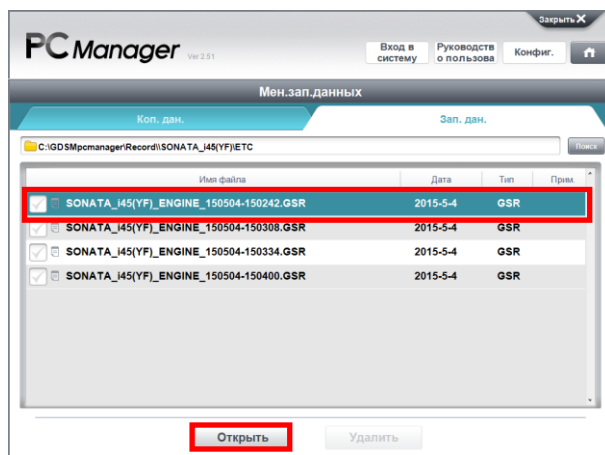 Закрыть X
PC Manager Ver 2.51
Вход в систему
Руководств о пользова
Конфиг.
Мен.зап.данных
Коп. дан.
Зап. дан.
C:\GDSMpcmanager\Record\\SONATA_i45(YF)\ETC
Поиск
Имя файла Дата Тип Прим.
SONATA_i45(YF)_ENGINE_150504-150242.GSR 2015-5-4 GSR
SONATA_i45(YF)_ENGINE_150504-150308.GSR 2015-5-4 GSR
SONATA_i45(YF)_ENGINE_150504-150334.GSR 2015-5-4 GSR
SONATA_i45(YF)_ENGINE_150504-150400.GSR 2015-5-4 GSR
Открыть
Удалить